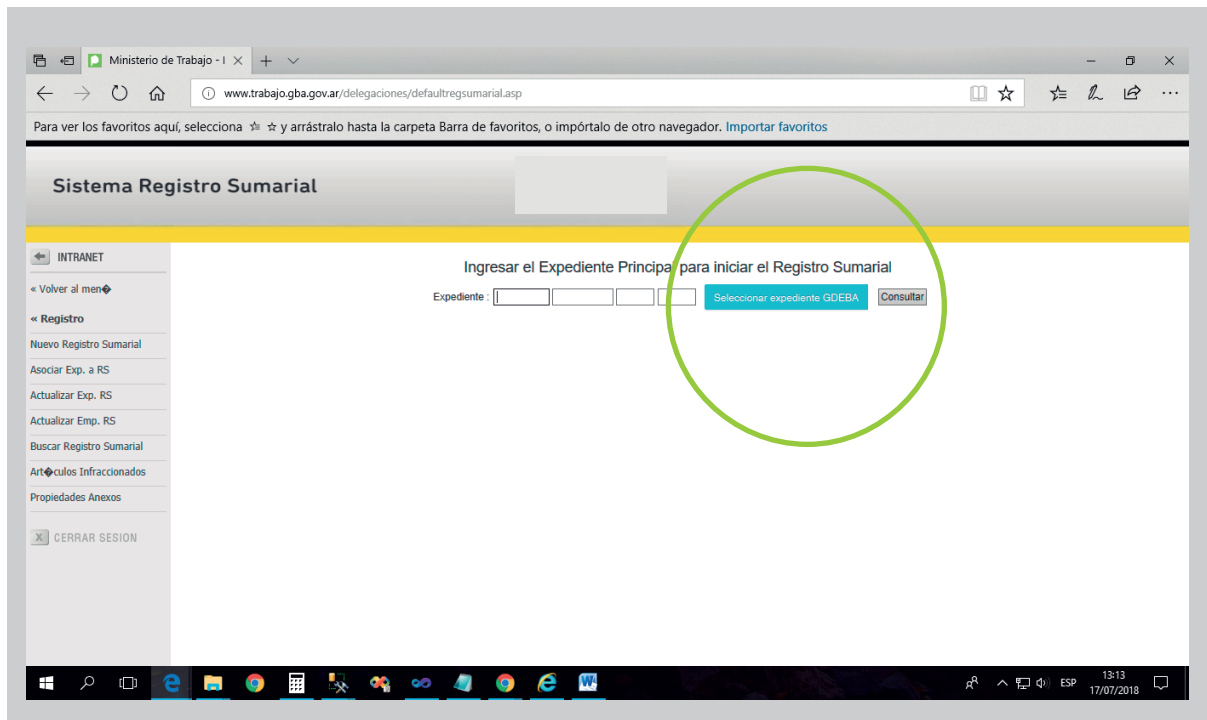 Ministerio de Trabajo - I
www.trabajo.gba.gov.ar/delegaciones/defaultregsumarial.asp
Para ver los favoritos aquí, selecciona y arrástralo hasta la carpeta Barra de favoritos, o impórtalo de otro navegador. Importar favoritos
Sistema Registro Sumarial
INTRANET
« Volver al men�
« Registro
Nuevo Registro Sumarial
Asociar Exp. a RS
Actualizar Exp. RS
Actualizar Emp. RS
Buscar Registro Sumarial
Art�culos Infraccionados
Propiedades Anexos
X CERRAR SESION
Ingresar el Expediente Principal para iniciar el Registro Sumarial
Expediente : Seleccionar expediente GDEBA Consultar
ESP
13:13
17/07/2018